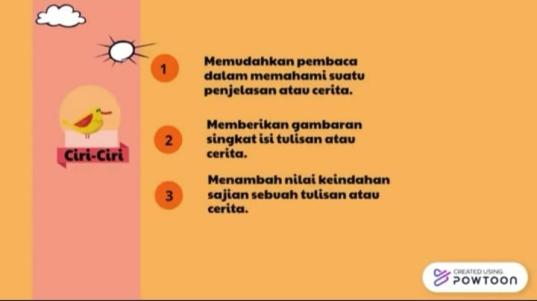 Ciri-Ciri
1
Memudahkan pembaca
dalam memahami suatu
penjelasan atau cerita.
2
Memberikan gambaran
singkat isi tulisan atau
cerita.
3
Menambah nilai keindahan
sajian sebuah tulisan atau
cerita.
CREATED USING
POWTOON